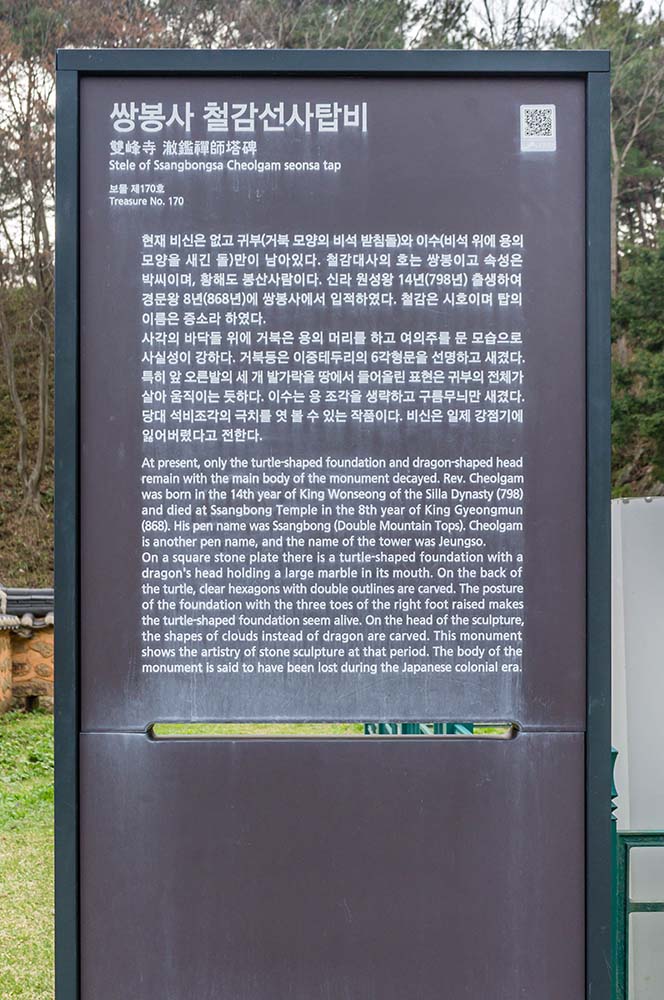 쌍봉사 철감선사탑비
雙峰寺 澈鑑禪師塔碑
Stele of Ssangbongsa Cheolgam seonsa tap
보물 제170호
Treasure No. 170
현재 비신은 없고 귀부(거북 모양의 비석 받침돌)와 이수(비석 위에 용의
모양을 새긴 돌)만이 남아있다. 철감대사의 호는 쌍봉이고 속성은
박씨이며, 황해도 봉산사람이다. 신라 원성왕 14년(798년) 출생하여
경문왕 8년(868년)에 쌍봉사에서 입적하였다. 철감은 시호이며 탑의
이름은 증소라 하였다.
사각의 바닥돌 위에 거북은 용의 머리를 하고 여의주를 문 모습으로
사실성이 강하다. 거북등은 이중테두리의 6각형문을 선명하고 새겼다.
특히 앞 오른발의 세 개 발가락을 땅에서 들어올린 표현은 귀부의 전체가
살아 움직이는 듯하다. 이수는 용 조각을 생략하고 구름무늬만 새겼다.
당대 석비조각의 극치를 엿 볼 수 있는 작품이다. 비신은 일제 강점기에
잃어버렸다고 전한다.
At present, only the turtle-shaped foundation and dragon-shaped head
remain with the main body of the monument decayed. Rev. Cheolgam
was born in the 14th year of King Wonseong of the Silla Dynasty (798)
and died at Ssangbong Temple in the 8th year of King Gyeongmun
(868). His pen name was Ssangbong (Double Mountain Tops). Cheolgam
is another pen name, and the name of the tower was Jeungso.
On a square stone plate there is a turtle-shaped foundation with a
dragon's head holding a large marble in its mouth. On the back of
the turtle, clear hexagons with double outlines are carved. The posture
of the foundation with the three toes of the right foot raised makes
the turtle-shaped foundation seem alive. On the head of the sculpture,
the shapes of clouds instead of dragon are carved. This monument
shows the artistry of stone sculpture at that period. The body of the
monument is said to have been lost during the Japanese colonial era.